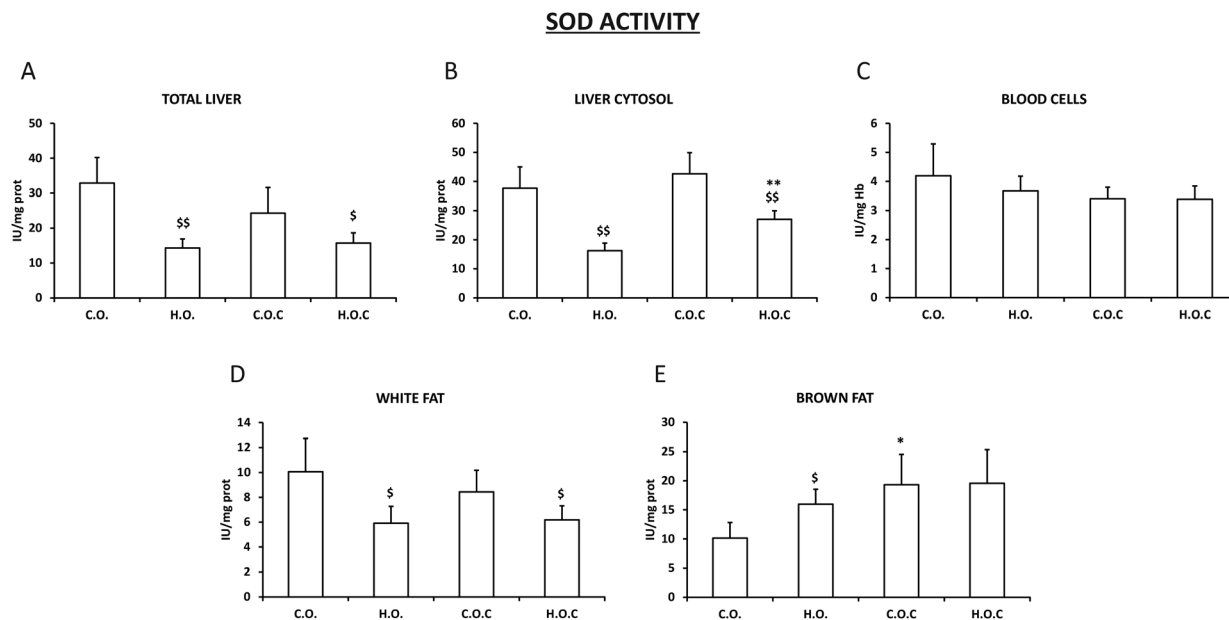 SOD ACTIVITY
A
TOTAL LIVER
IU/mg prot
50
40
30
20
10
0
$$
$
C.O.
H.O.
C.O.C
H.O.C
B
LIVER CYTOSOL
IU/mg prot
60
50
40
30
20
10
0
$$
**
$$
C.O.
H.O.
C.O.C
H.O.C
C
BLOOD CELLS
IU/mg Hb
6
5
4
3
2
1
0
C.O.
H.O.
C.O.C
H.O.C
D
WHITE FAT
IU/mg prot
14
12
10
8
6
4
2
0
$
$
C.O.
H.O.
C.O.C
H.O.C
E
BROWN FAT
IU/mg prot
30
25
20
15
10
5
0
$
*
C.O.
H.O.
C.O.C
H.O.C